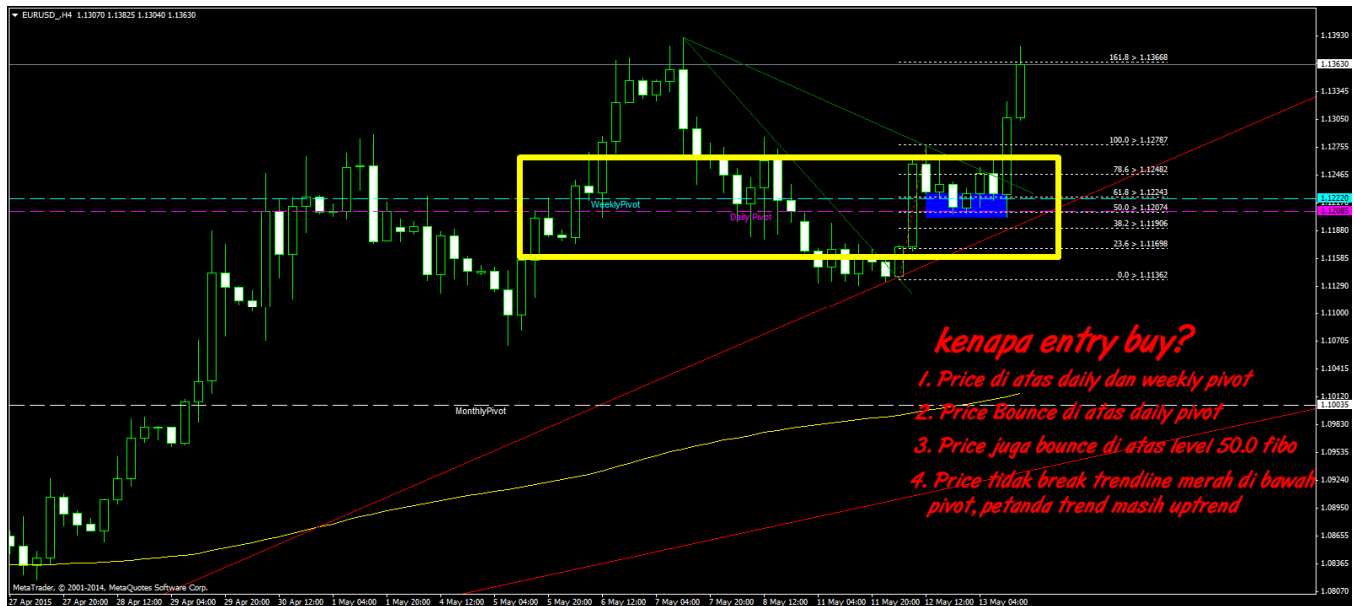 EURUSD_,H4 1.13070 1.13825 1.13040 1.13630
1.13930
161.8 > 1.13668
1.13630
1.13345
1.13055
100.0 > 1.12787
1.12755
78.6 > 1.12482
1.12465
61.8 > 1.12243
WeeklyPivot
1.12220
50.0 > 1.12074
Daily Pivot
1.12085
38.2 > 1.11906
1.11880
23.6 > 1.11698
1.11585
0.0 > 1.11362
1.11290
1.11000
kenapa entry buy?
1.10705
1. Price di atas daily dan weekly pivot
1.10415
1.10120
MonthlyPivot
1.10035
2. Price Bounce di atas daily pivot
1.09830
3. Price juga bounce di atas level 50.0 fibo
1.09535
4. Price tidak break trendline merah di bawah
1.09240
pivot, petanda trend masih uptrend
1.08950
1.08655
1.08365
1.08070
MetaTrader, © 2001-2014, MetaQuotes Software Corp.
27 Apr 2015 27 Apr 20:00 28 Apr 12:00 29 Apr 04:00 29 Apr 20:00 30 Apr 12:00 1 May 04:00 1 May 20:00 4 May 12:00 5 May 04:00 5 May 20:00 6 May 12:00 7 May 04:00 7 May 20:00 8 May 12:00 11 May 04:00 11 May 20:00 12 May 12:00 13 May 04:00